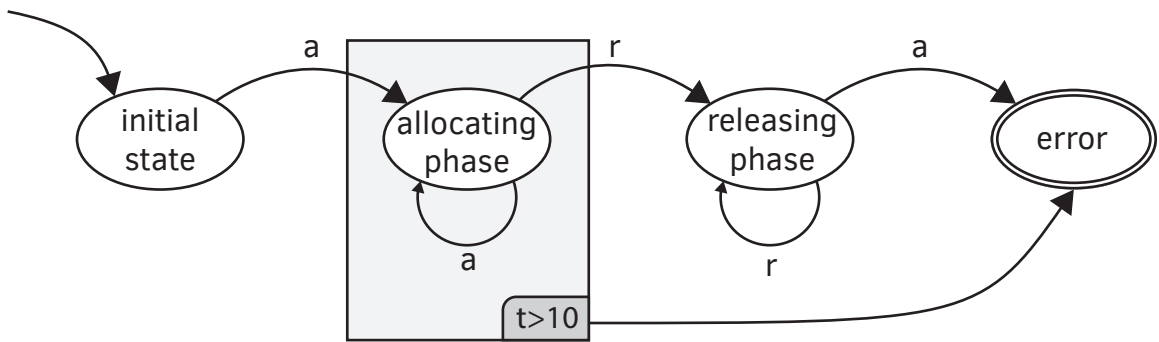 a
r
a
initial
state
allocating
phase
releasing
phase
error
a
r
t>10